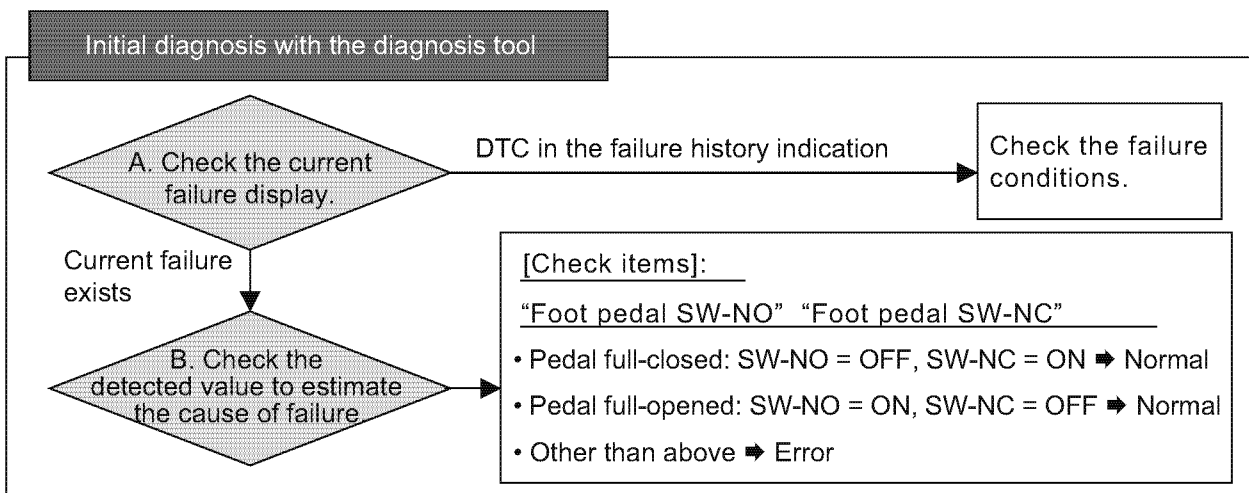 Initial diagnosis with the diagnosis tool
A. Check the current
failure display.
DTC in the failure history indication
Check the failure
conditions.
Current failure
exists
B. Check the
detected value to estimate
the cause of failure.
[Check items]:
“Foot pedal SW-NO” “Foot pedal SW-NC”
• Pedal full-closed: SW-NO = OFF, SW-NC = ON ➡ Normal
• Pedal full-opened: SW-NO = ON, SW-NC = OFF ➡ Normal
• Other than above ➡ Error